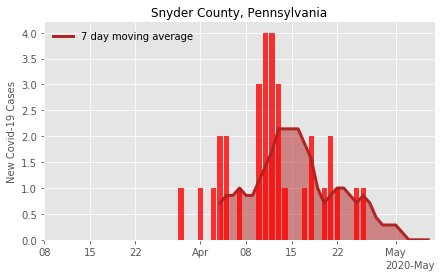 Snyder County, Pennsylvania
7 day moving average
New Covid-19 Cases
4.0
3.5
3.0
2.5
2.0
1.5
1.0
0.5
0.0
08 15 22 Apr 08 15 22 May
2020-May